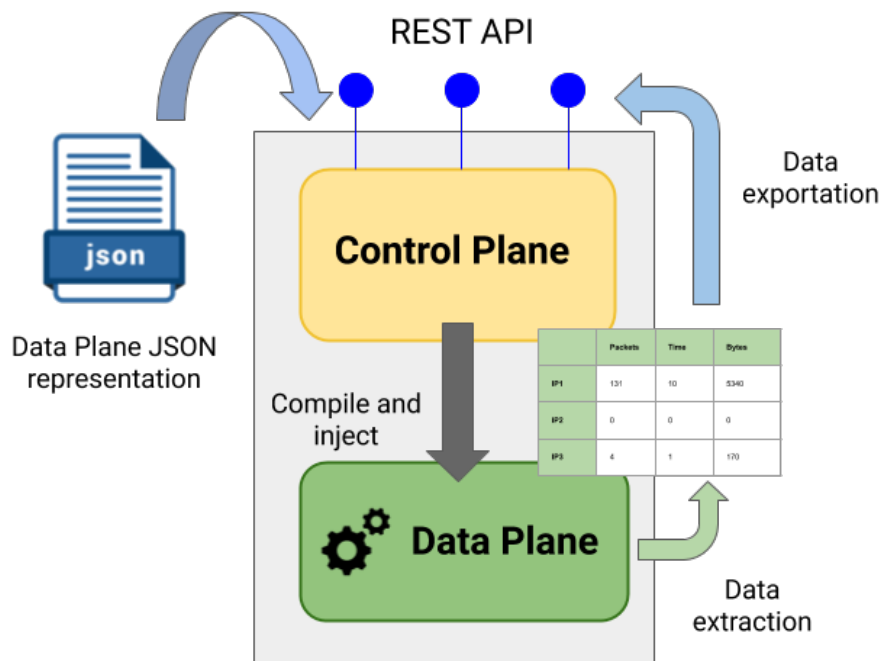 REST API
json
Data Plane JSON
representation
Control Plane
Data
exportation
Compile and
inject
Packets Time Bytes
IP1 131 10 5340
IP2 0 0 0
IP3 4 1 170
Data Plane
Data
extraction